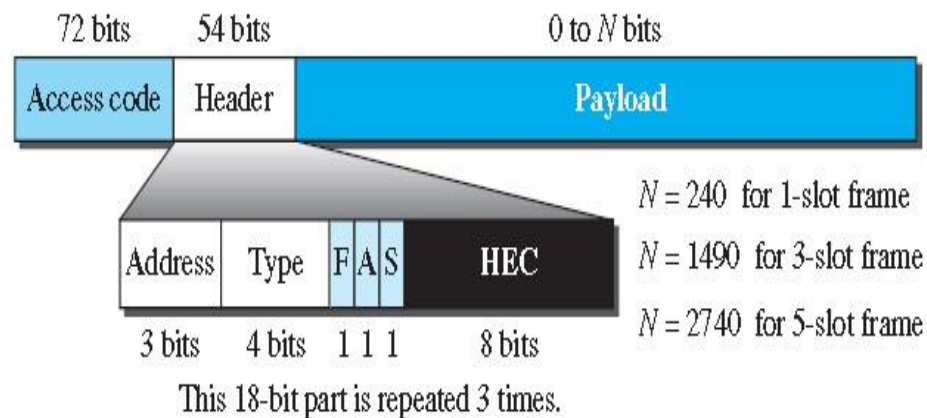 72 bits 54 bits 0 to N bits
Access code Header Payload
N = 240 for 1-slot frame
Address Type F A S HEC
N = 1490 for 3-slot frame
N = 2740 for 5-slot frame
3 bits 4 bits 1 1 1 8 bits
This 18-bit part is repeated 3 times.